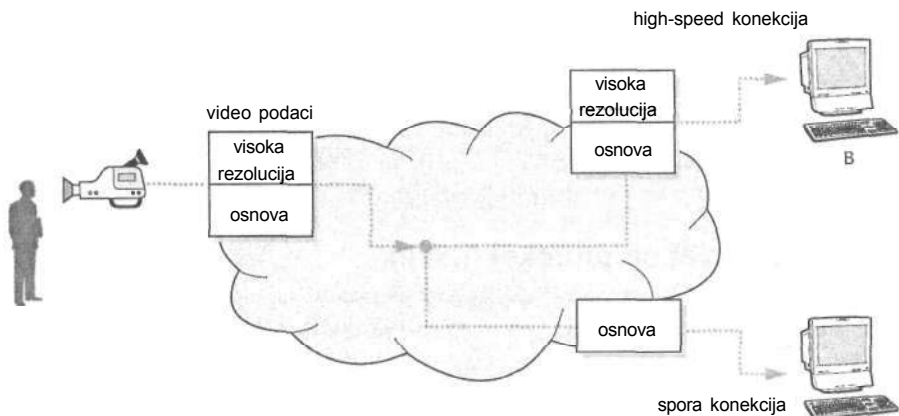 high-speed konekcija
video podaci
visoka
rezolucija
osnova
visoka
rezolucija
osnova
B
osnova
spora konekcija